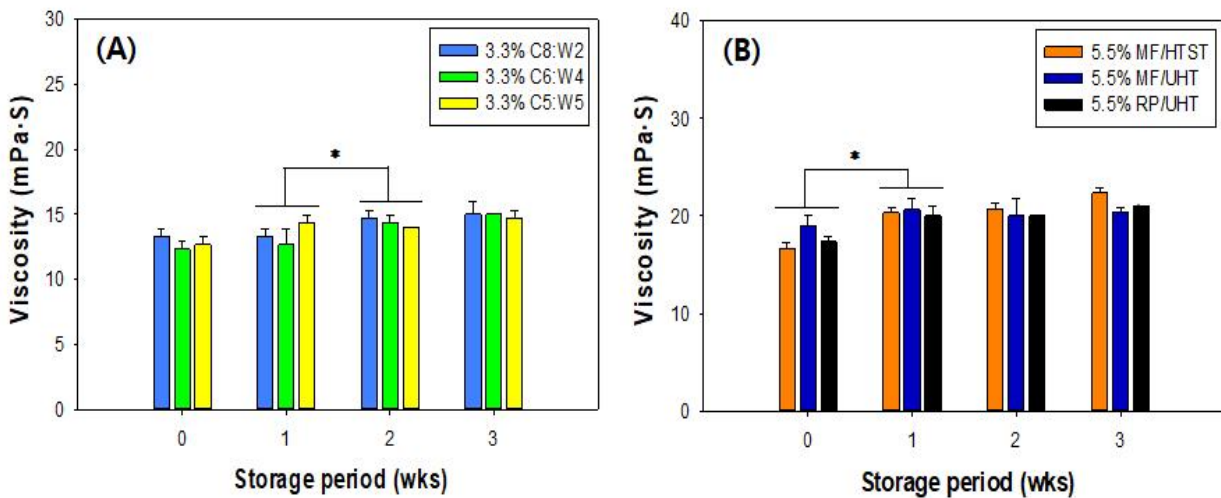 (A)
3.3% C8:W2
3.3% C6:W4
3.3% C5:W5
*
30
25
20
15
10
5
0
Viscosity (mPa·S)
0 1 2 3
Storage period (wks)
(B)
5.5% MF/HTST
5.5% MF/UHT
5.5% RP/UHT
*
40
30
20
10
0
Viscosity (mPa·S)
0 1 2 3
Storage period (wks)